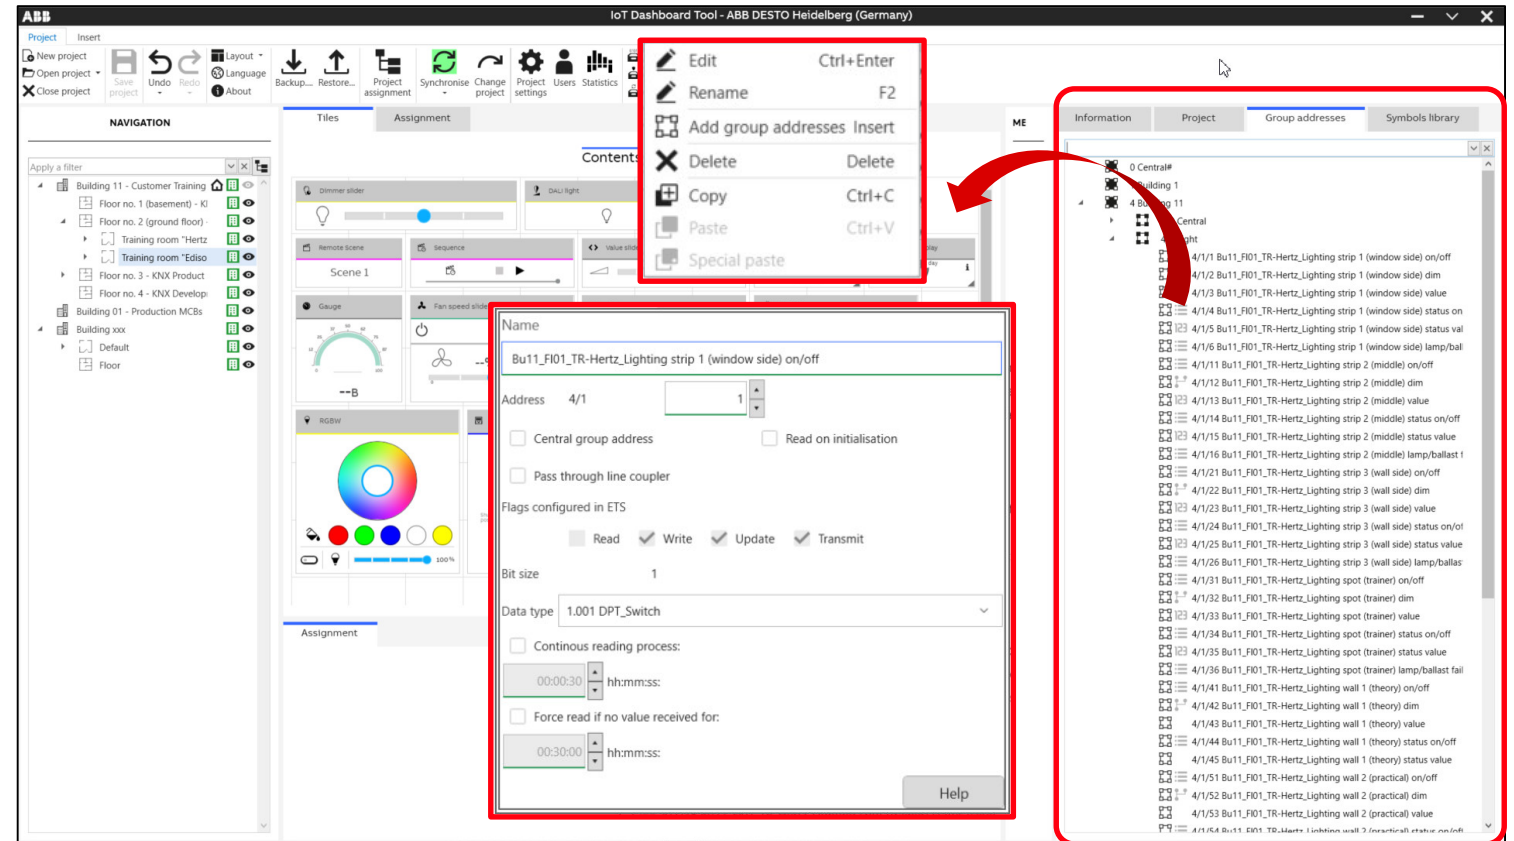 ABB
IoT Dashboard Tool - ABB DESTO Heidelberg (Germany)
Project Insert
New project
Open project
Close project
Save project
Undo
Redo
Layout
Language
About
Backup...
Restore...
Project assignment
Synchronise
Change project
Project settings
Users
Statistics
Edit Ctrl+Enter
Rename F2
Add group addresses Insert
Delete Delete
Copy Ctrl+C
Paste Ctrl+V
Special paste
NAVIGATION
Apply a filter
Building 11 - Customer Training
Floor no. 1 (basement) - Kl
Floor no. 2 (ground floor) -
Training room "Hertz
Training room "Ediso
Floor no. 3 - KNX Product
Floor no. 4 - KNX Develop
Building 01 - Production MCBs
Building xxx
Default
Floor
Tiles Assignment
Contents
Dimmer slider
DALI light
Remote Scene
Scene 1
Sequence
Value slide
lay
day
Gauge
--B
Fan speed slide
RGBW
100%
Assignment
Name
Bu11_Fl01_TR-Hertz_Lighting strip 1 (window side) on/off
Address 4/1 1
Central group address Read on initialisation
Pass through line coupler
Flags configured in ETS
Read Write Update Transmit
Bit size 1
Data type 1.001 DPT_Switch
Continous reading process:
00:00:30 hh:mm:ss:
Force read if no value received for:
00:30:00 hh:mm:ss:
Help
ME
Information Project Group addresses Symbols library
0 Central#
Building 1
4 Bu ng 11
Central
4 ght
4/1/1 Bu11_Fl01_TR-Hertz_Lighting strip 1 (window side) on/off
4/1/2 Bu11_Fl01_TR-Hertz_Lighting strip 1 (window side) dim
4/1/3 Bu11_Fl01_TR-Hertz_Lighting strip 1 (window side) value
4/1/4 Bu11_Fl01_TR-Hertz_Lighting strip 1 (window side) status on
4/1/5 Bu11_Fl01_TR-Hertz_Lighting strip 1 (window side) status val
4/1/6 Bu11_Fl01_TR-Hertz_Lighting strip 1 (window side) lamp/ball
4/1/11 Bu11_Fl01_TR-Hertz_Lighting strip 2 (middle) on/off
4/1/12 Bu11_Fl01_TR-Hertz_Lighting strip 2 (middle) dim
4/1/13 Bu11_Fl01_TR-Hertz_Lighting strip 2 (middle) value
4/1/14 Bu11_Fl01_TR-Hertz_Lighting strip 2 (middle) status on/off
4/1/15 Bu11_Fl01_TR-Hertz_Lighting strip 2 (middle) status value
4/1/16 Bu11_Fl01_TR-Hertz_Lighting strip 2 (middle) lamp/ballast f
4/1/21 Bu11_Fl01_TR-Hertz_Lighting strip 3 (wall side) on/off
4/1/22 Bu11_Fl01_TR-Hertz_Lighting strip 3 (wall side) dim
4/1/23 Bu11_Fl01_TR-Hertz_Lighting strip 3 (wall side) value
4/1/24 Bu11_Fl01_TR-Hertz_Lighting strip 3 (wall side) status on/of
4/1/25 Bu11_Fl01_TR-Hertz_Lighting strip 3 (wall side) status value
4/1/26 Bu11_Fl01_TR-Hertz_Lighting strip 3 (wall side) lamp/ballas
4/1/31 Bu11_Fl01_TR-Hertz_Lighting spot (trainer) on/off
4/1/32 Bu11_Fl01_TR-Hertz_Lighting spot (trainer) dim
4/1/33 Bu11_Fl01_TR-Hertz_Lighting spot (trainer) value
4/1/34 Bu11_Fl01_TR-Hertz_Lighting spot (trainer) status on/off
4/1/35 Bu11_Fl01_TR-Hertz_Lighting spot (trainer) status value
4/1/36 Bu11_Fl01_TR-Hertz_Lighting spot (trainer) lamp/ballast fail
4/1/41 Bu11_Fl01_TR-Hertz_Lighting wall 1 (theory) on/off
4/1/42 Bu11_Fl01_TR-Hertz_Lighting wall 1 (theory) dim
4/1/43 Bu11_Fl01_TR-Hertz_Lighting wall 1 (theory) value
4/1/44 Bu11_Fl01_TR-Hertz_Lighting wall 1 (theory) status on/off
4/1/45 Bu11_Fl01_TR-Hertz_Lighting wall 1 (theory) status value
4/1/51 Bu11_Fl01_TR-Hertz_Lighting wall 2 (practical) on/off
4/1/52 Bu11_Fl01_TR-Hertz_Lighting wall 2 (practical) dim
4/1/53 Bu11_Fl01_TR-Hertz_Lighting wall 2 (practical) value
4/1/54 Bu11_Fl01_TR-Hertz_Lighting wall 2 (practical) status on/off